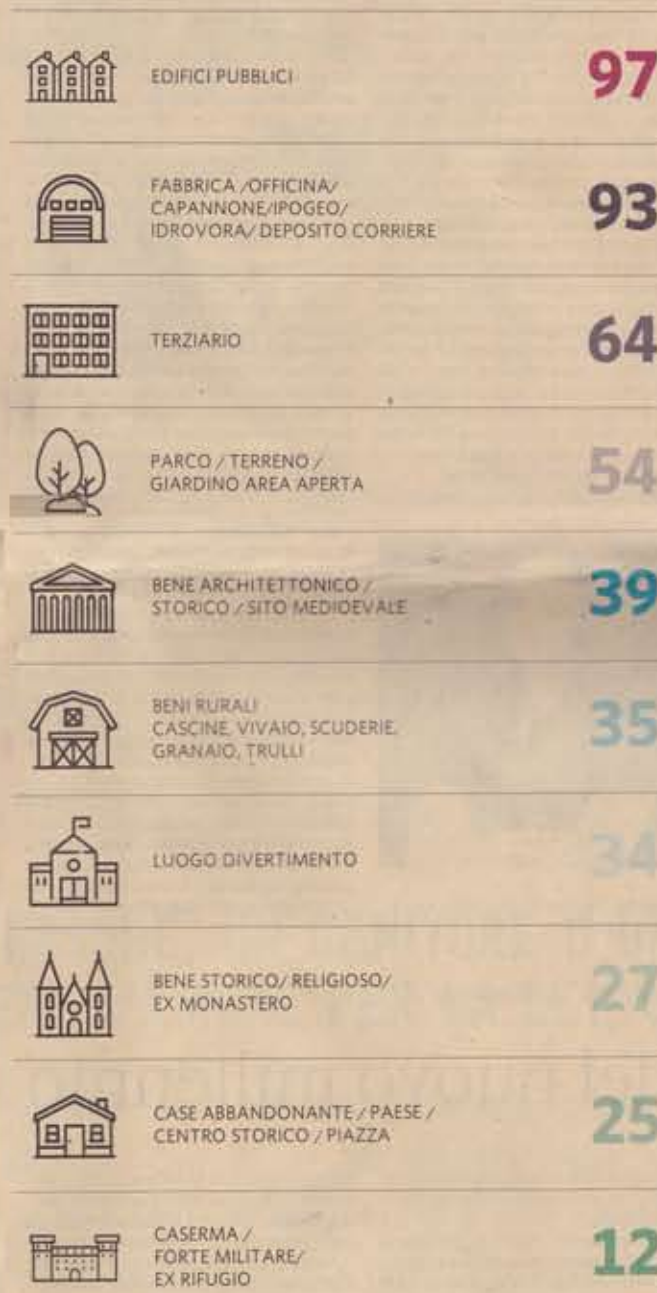 EDIFICI PUBBLICI 97
FABBRICA /OFFICINA/
CAPANNONE/IPOGEO/
IDROVORA/ DEPOSITO CORRIERE 93
TERZIARIO 64
PARCO / TERRENO /
GIARDINO AREA APERTA 54
BENE ARCHITETTONICO /
STORICO / SITO MEDIOEVALE 39
BENI RURALI
CASCINE, VIVAIO, SCUDERIE,
GRANAIO, TRULLI 35
LUOGO DIVERTIMENTO 34
BENE STORICO/ RELIGIOSO/
EX MONASTERO 27
CASE ABBANDONANTE / PAESE /
CENTRO STORICO / PIAZZA 25
CASERMA /
FORTE MILITARE/
EX RIFUGIO 12